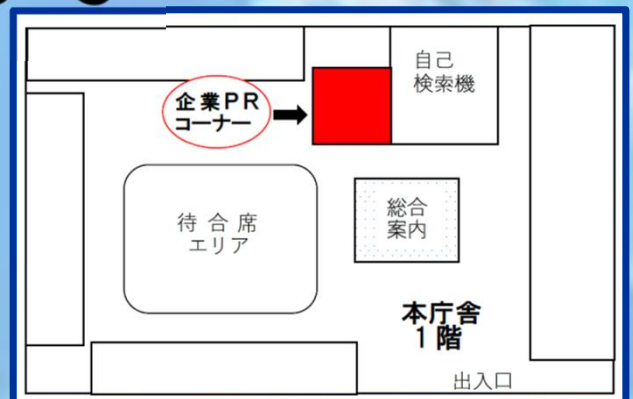 自己
検索機
企業PR
コーナー
待合席
エリア
総合
案内
本庁舎
1階
出入口